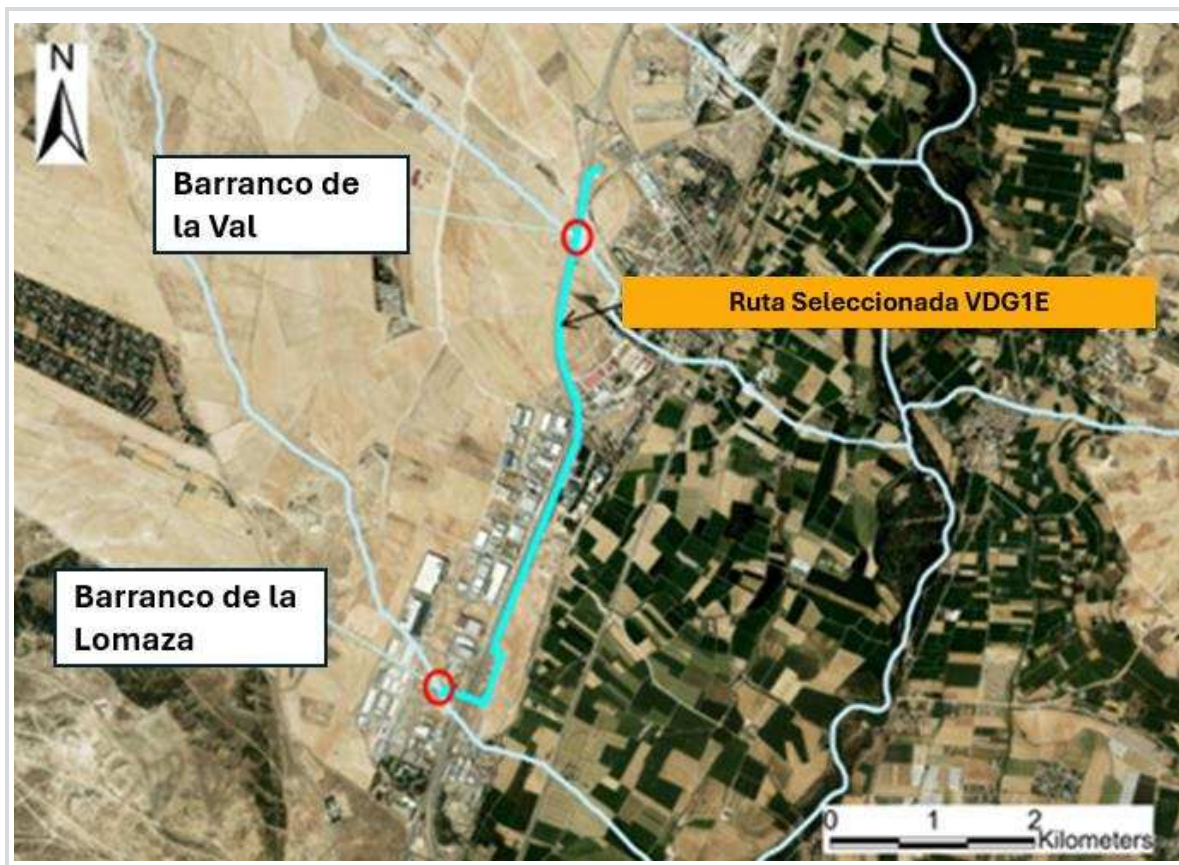 N
Barranco de
la Val
Ruta Seleccionada VDG1E
Barranco de la
Lomaza
0 1 2
Kilometers